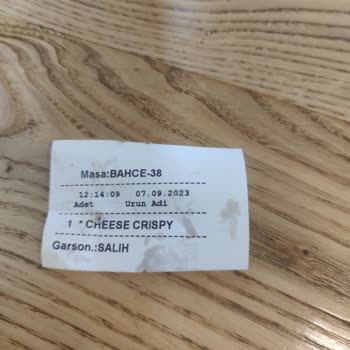 Masa:BAHCE-38
12:14:09 07.09.2023
Adet Urun Adi
1 * CHEESE CRISPY
Garson.:SALIH